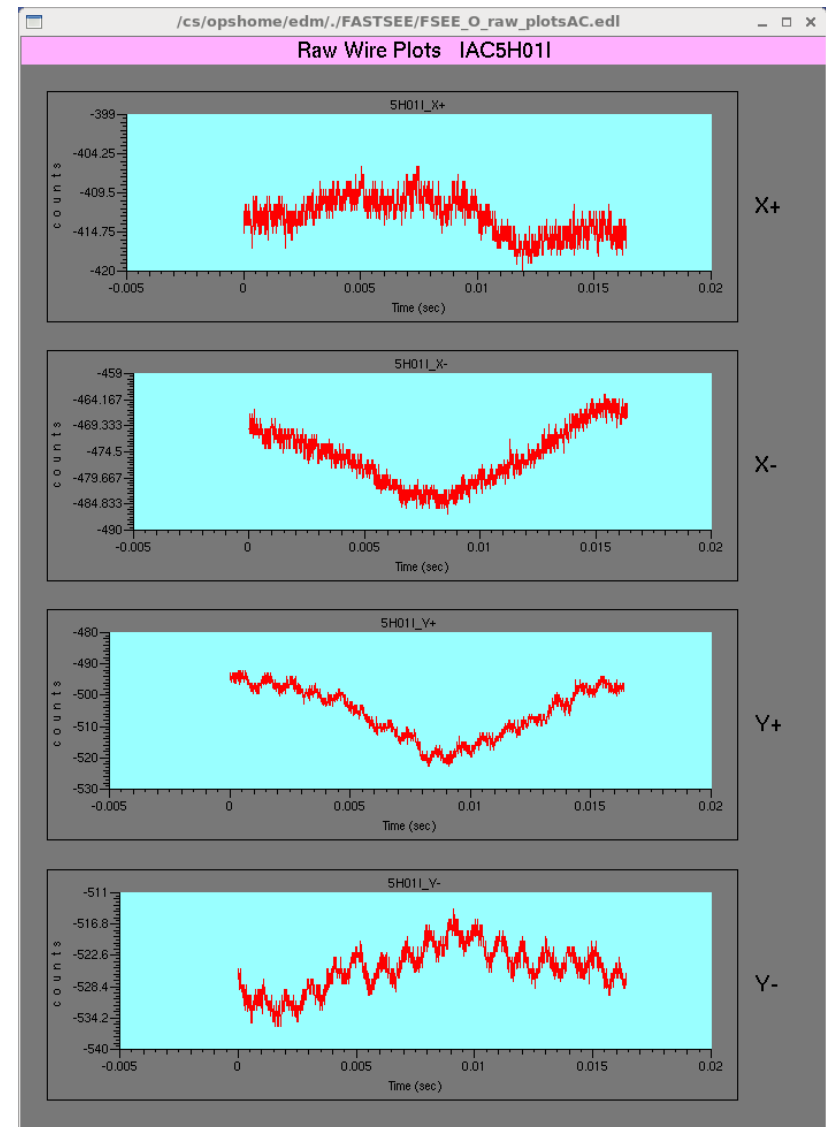 /cs/opshome/edm/./FASTSEE/FSEE_O_raw_plotsAC.edl
Raw Wire Plots IAC5H01I
5H01I_X+
-399
-404.25
-409.5
-414.75
-420
counts
-0.005 0 0.005 0.01 0.015 0.02
Time (sec)
X+
5H01I_X-
-459
-464.167
-469.333
-474.5
-479.667
-484.833
-490
counts
-0.005 0 0.005 0.01 0.015 0.02
Time (sec)
X-
5H01I_Y+
-480
-490
-500
-510
-520
-530
counts
-0.005 0 0.005 0.01 0.015 0.02
Time (sec)
Y+
5H01I_Y-
-511
-516.8
-522.6
-528.4
-534.2
-540
counts
-0.005 0 0.005 0.01 0.015 0.02
Time (sec)
Y-